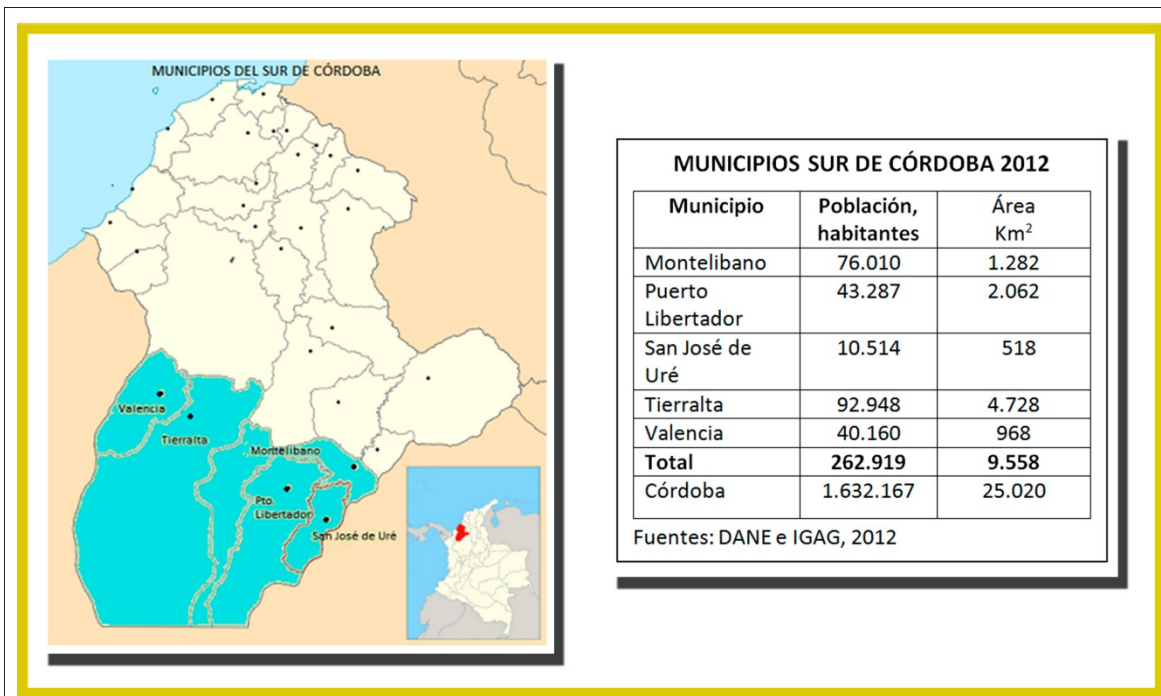 MUNICIPIOS DEL SUR DE CÓRDOBA
Valencia
Tierralta
Montelibano
Pto.
Libertador
San José de Uré
MUNICIPIOS SUR DE CÓRDOBA 2012
Municipio Población, habitantes Área Km²
Montelibano 76.010 1.282
Puerto Libertador 43.287 2.062
San José de Uré 10.514 518
Tierralta 92.948 4.728
Valencia 40.160 968
Total 262.919 9.558
Córdoba 1.632.167 25.020
Fuentes: DANE e IGAG, 2012